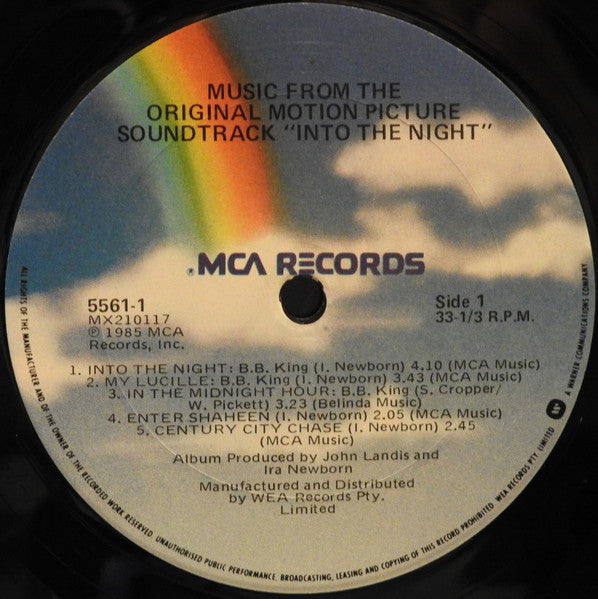 MUSIC FROM THE
ORIGINAL MOTION PICTURE
SOUNDTRACK "INTO THE NIGHT"
®MCA RECORDS
5561-1
MX210117
℗ 1985 MCA
Records, Inc.
Side 1
33-1/3 R.P.M.
1. INTO THE NIGHT: B.B. King (I. Newborn) 4.10 (MCA Music)
2. MY LUCILLE: B.B. King (I. Newborn) 3.43 (MCA Music)
3. IN THE MIDNIGHT HOUR: B.B. King (S. Cropper/
W. Pickett) 3.23 (Belinda Music)
4. ENTER SHAHEEN (I. Newborn) 2.05 (MCA Music)
5. CENTURY CITY CHASE (I. Newborn) 2.45
(MCA Music)
Album Produced by John Landis and
Ira Newborn
Manufactured and Distributed
by WEA Records Pty.
Limited
ALL RIGHTS OF THE MANUFACTURER AND OF THE OWNER OF THE RECORDED WORK RESERVED. UNAUTHORISED PUBLIC PERFORMANCE, BROADCASTING, LEASING AND COPYING OF THIS RECORD PROHIBITED. WEA RECORDS PTY. LIMITED
A WARNER COMMUNICATIONS COMPANY.